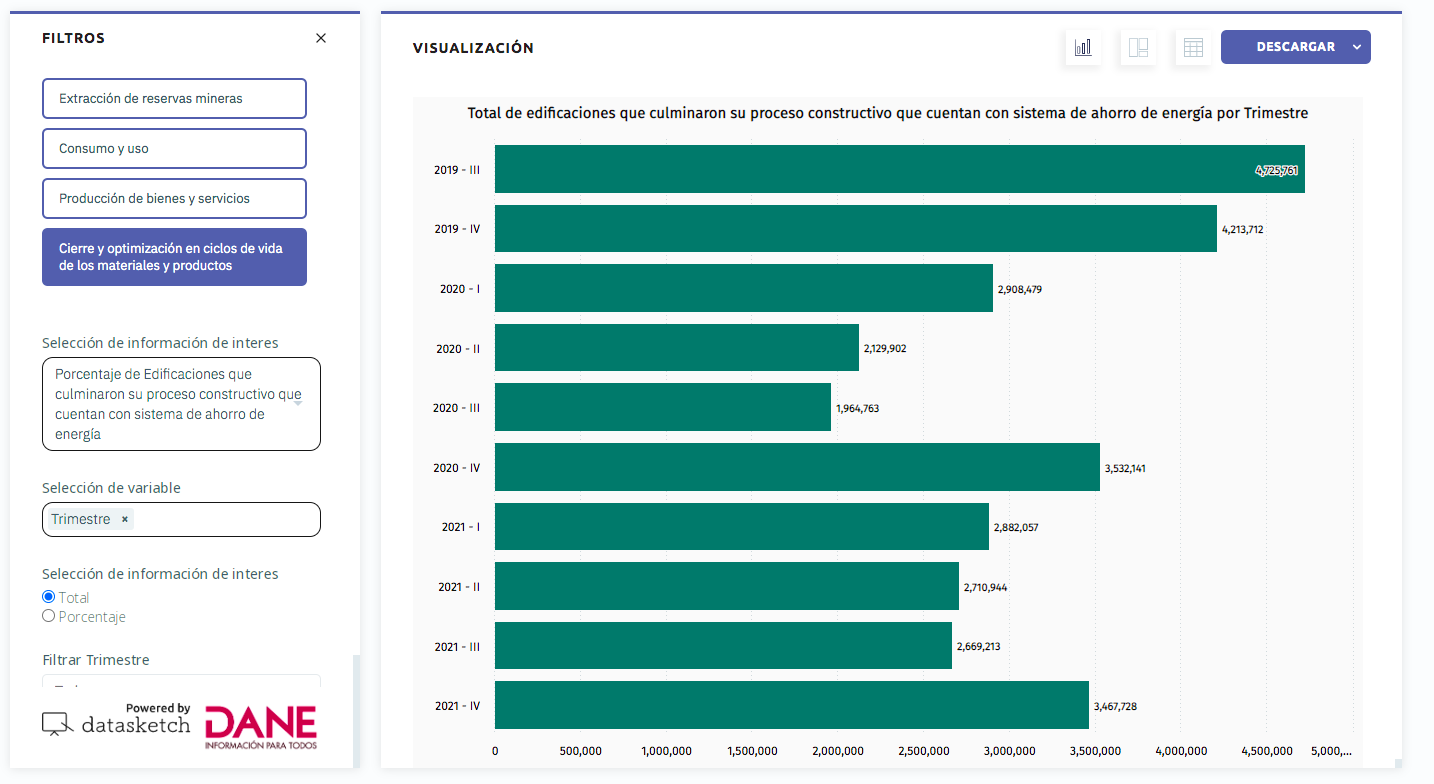 FILTROS
Extracción de reservas mineras
Consumo y uso
Producción de bienes y servicios
Cierre y optimización en ciclos de vida
de los materiales y productos
Selección de información de interes
Porcentaje de Edificaciones que
culminaron su proceso constructivo que
cuentan con sistema de ahorro de
energía
Selección de variable
Trimestre ×
Selección de información de interes
Total
Porcentaje
Filtrar Trimestre
Powered by
datasketch
DANE
INFORMACIÓN PARA TODOS
VISUALIZACIÓN
DESCARGAR
Total de edificaciones que culminaron su proceso constructivo que cuentan con sistema de ahorro de energía por Trimestre
2019 - III 4,725,761
2019 - IV 4,213,712
2020 - I 2,908,479
2020 - II 2,129,902
2020 - III 1,964,763
2020 - IV 3,532,141
2021 - I 2,882,057
2021 - II 2,710,944
2021 - III 2,669,213
2021 - IV 3,467,728
0 500,000 1,000,000 1,500,000 2,000,000 2,500,000 3,000,000 3,500,000 4,000,000 4,500,000 5,000,...